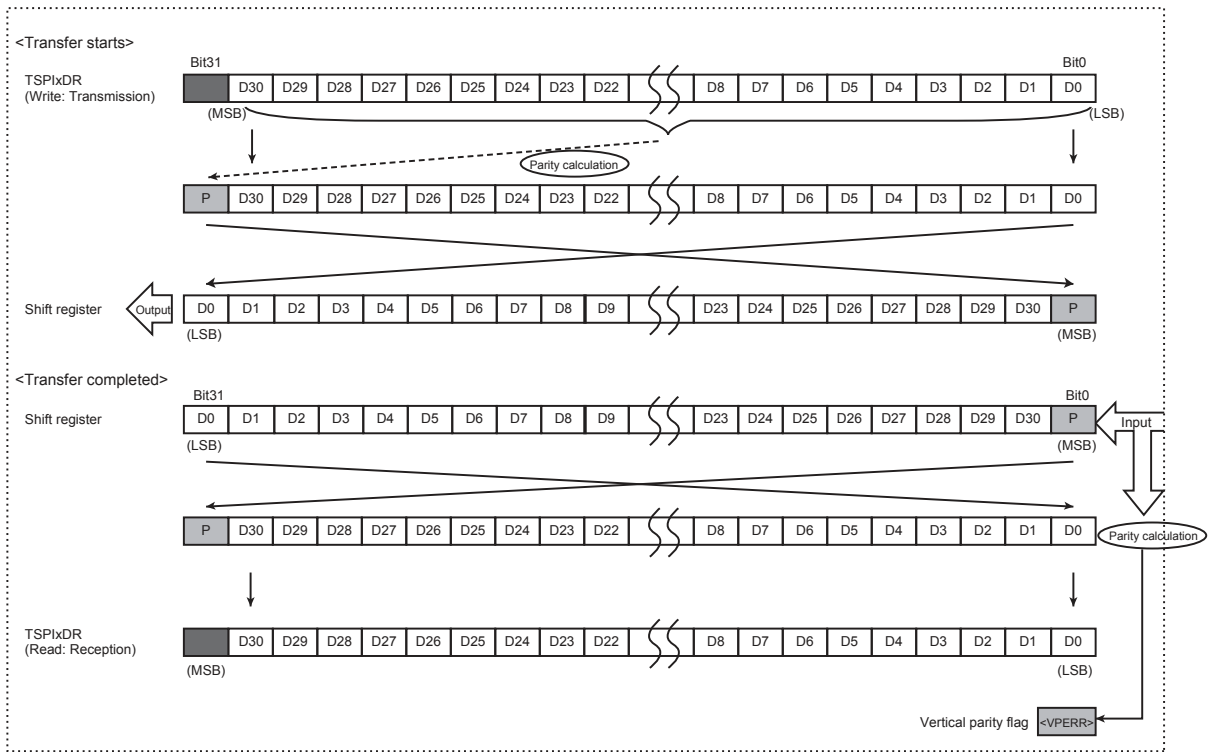 <Transfer starts>
Bit31 Bit0
TSPIxDR
(Write: Transmission)
D30 D29 D28 D27 D26 D25 D24 D23 D22 D8 D7 D6 D5 D4 D3 D2 D1 D0
(MSB) (LSB)
Parity calculation
P D30 D29 D28 D27 D26 D25 D24 D23 D22 D8 D7 D6 D5 D4 D3 D2 D1 D0
Shift register Output D0 D1 D2 D3 D4 D5 D6 D7 D8 D9 D23 D24 D25 D26 D27 D28 D29 D30 P
(LSB) (MSB)
<Transfer completed>
Bit31 Bit0
Shift register D0 D1 D2 D3 D4 D5 D6 D7 D8 D9 D23 D24 D25 D26 D27 D28 D29 D30 P Input
(LSB) (MSB)
P D30 D29 D28 D27 D26 D25 D24 D23 D22 D8 D7 D6 D5 D4 D3 D2 D1 D0 Parity calculation
TSPIxDR
(Read: Reception)
D30 D29 D28 D27 D26 D25 D24 D23 D22 D8 D7 D6 D5 D4 D3 D2 D1 D0
(MSB) (LSB)
Vertical parity flag <VPERR>